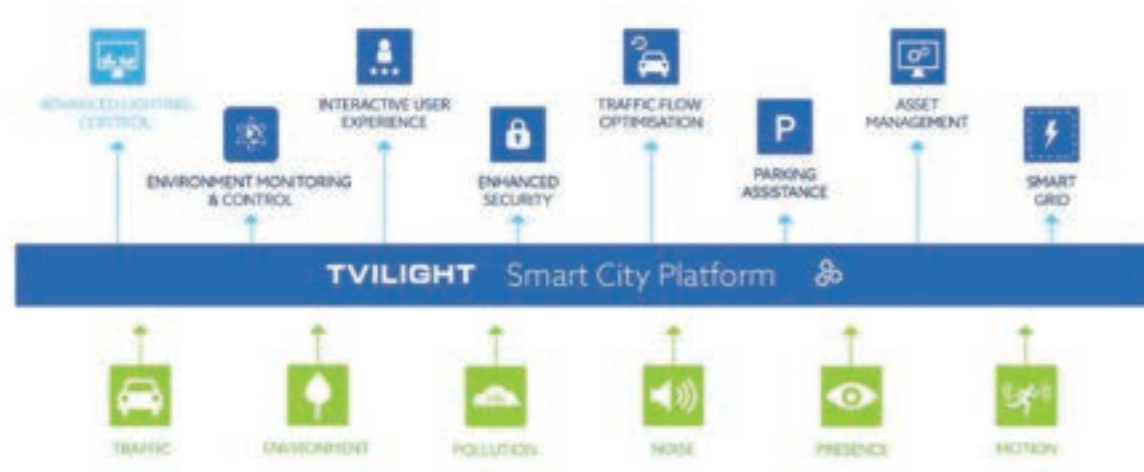 ADVANCED LIGHTING
CONTROL
ENVIRONMENT MONITORING
& CONTROL
INTERACTIVE USER
EXPERIENCE
ENHANCED
SECURITY
TRAFFIC FLOW
OPTIMISATION
P
PARKING
ASSISTANCE
ASSET
MANAGEMENT
SMART
GRID
TVILIGHT Smart City Platform
TRAFFIC
ENVIRONMENT
POLLUTION
NOISE
PRESENCE
MOTION